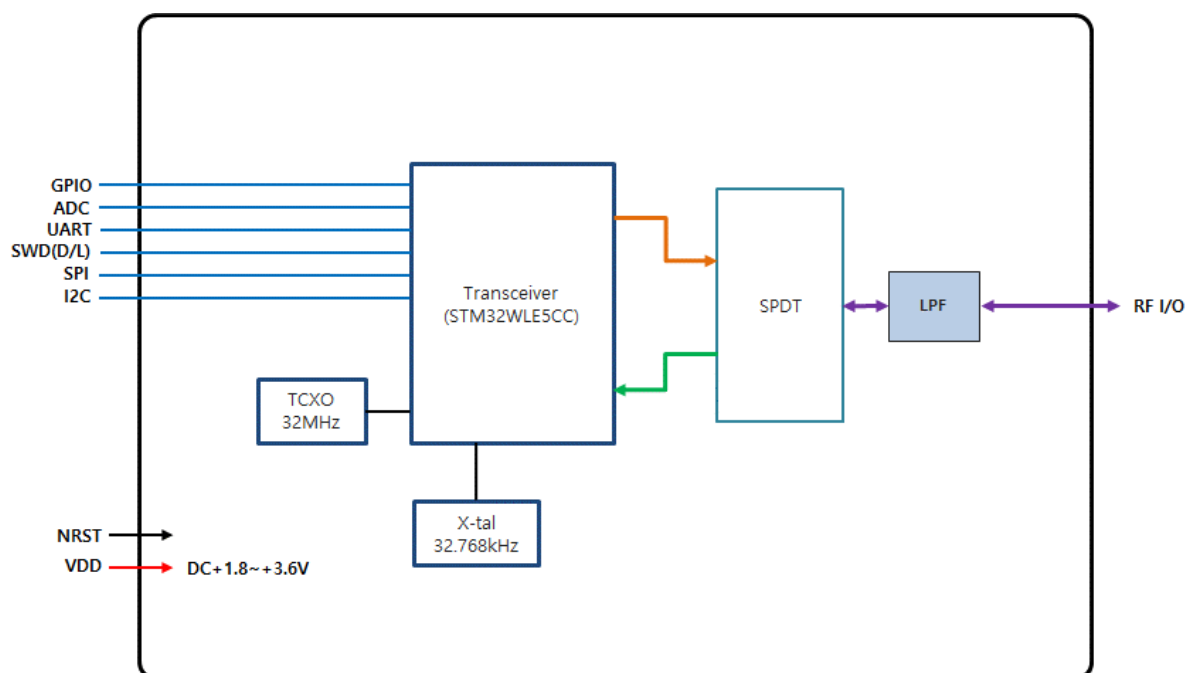 GPIO
ADC
UART
SWD(D/L)
SPI
I2C
Transceiver
(STM32WLE5CC)
SPDT
LPF
RF I/O
TCXO
32MHz
X-tal
32.768kHz
NRST
VDD
DC+1.8~+3.6V